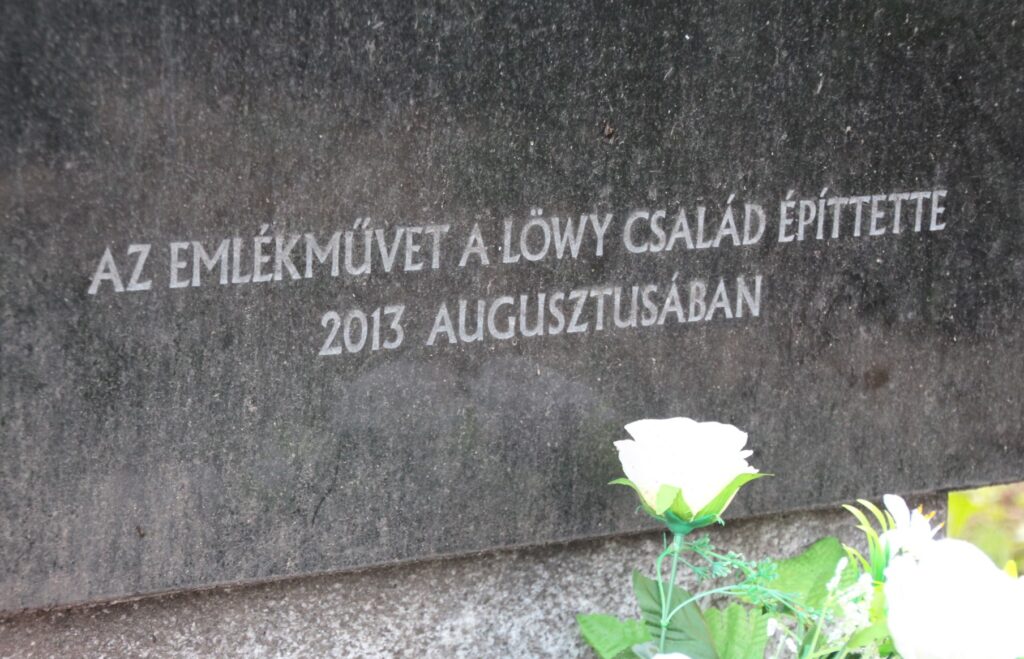 AZ EMLÉKMŰVET A LÖWY CSALÁD ÉPÍTTETTE
2013 AUGUSZTUSÁBAN